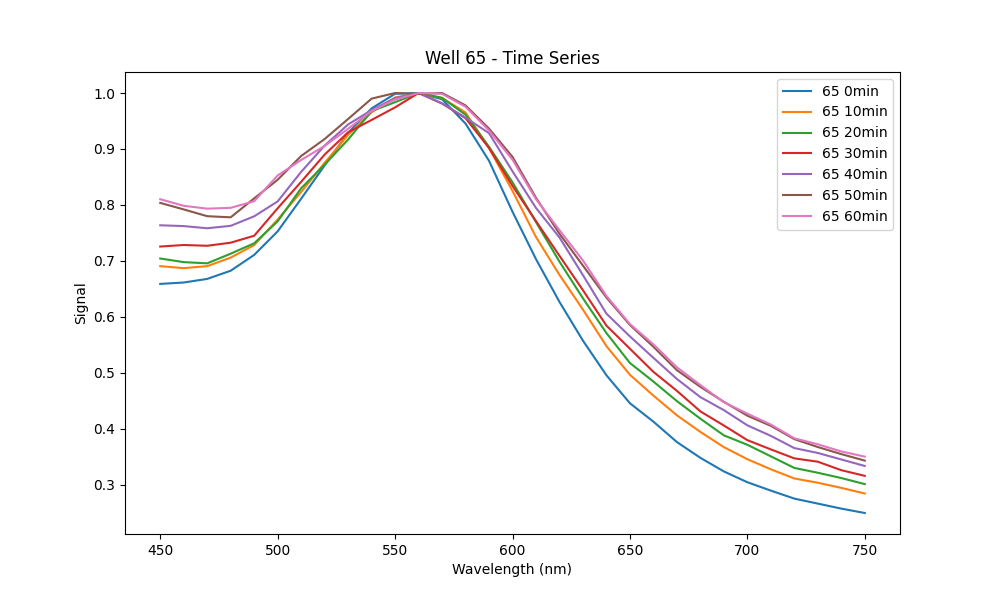 Well 65 - Time Series
1.0
0.9
0.8
0.7
0.6
0.5
0.4
0.3
Signal
450
500
550
600
650
700
750
Wavelength (nm)
65 0min
65 10min
65 20min
65 30min
65 40min
65 50min
65 60min